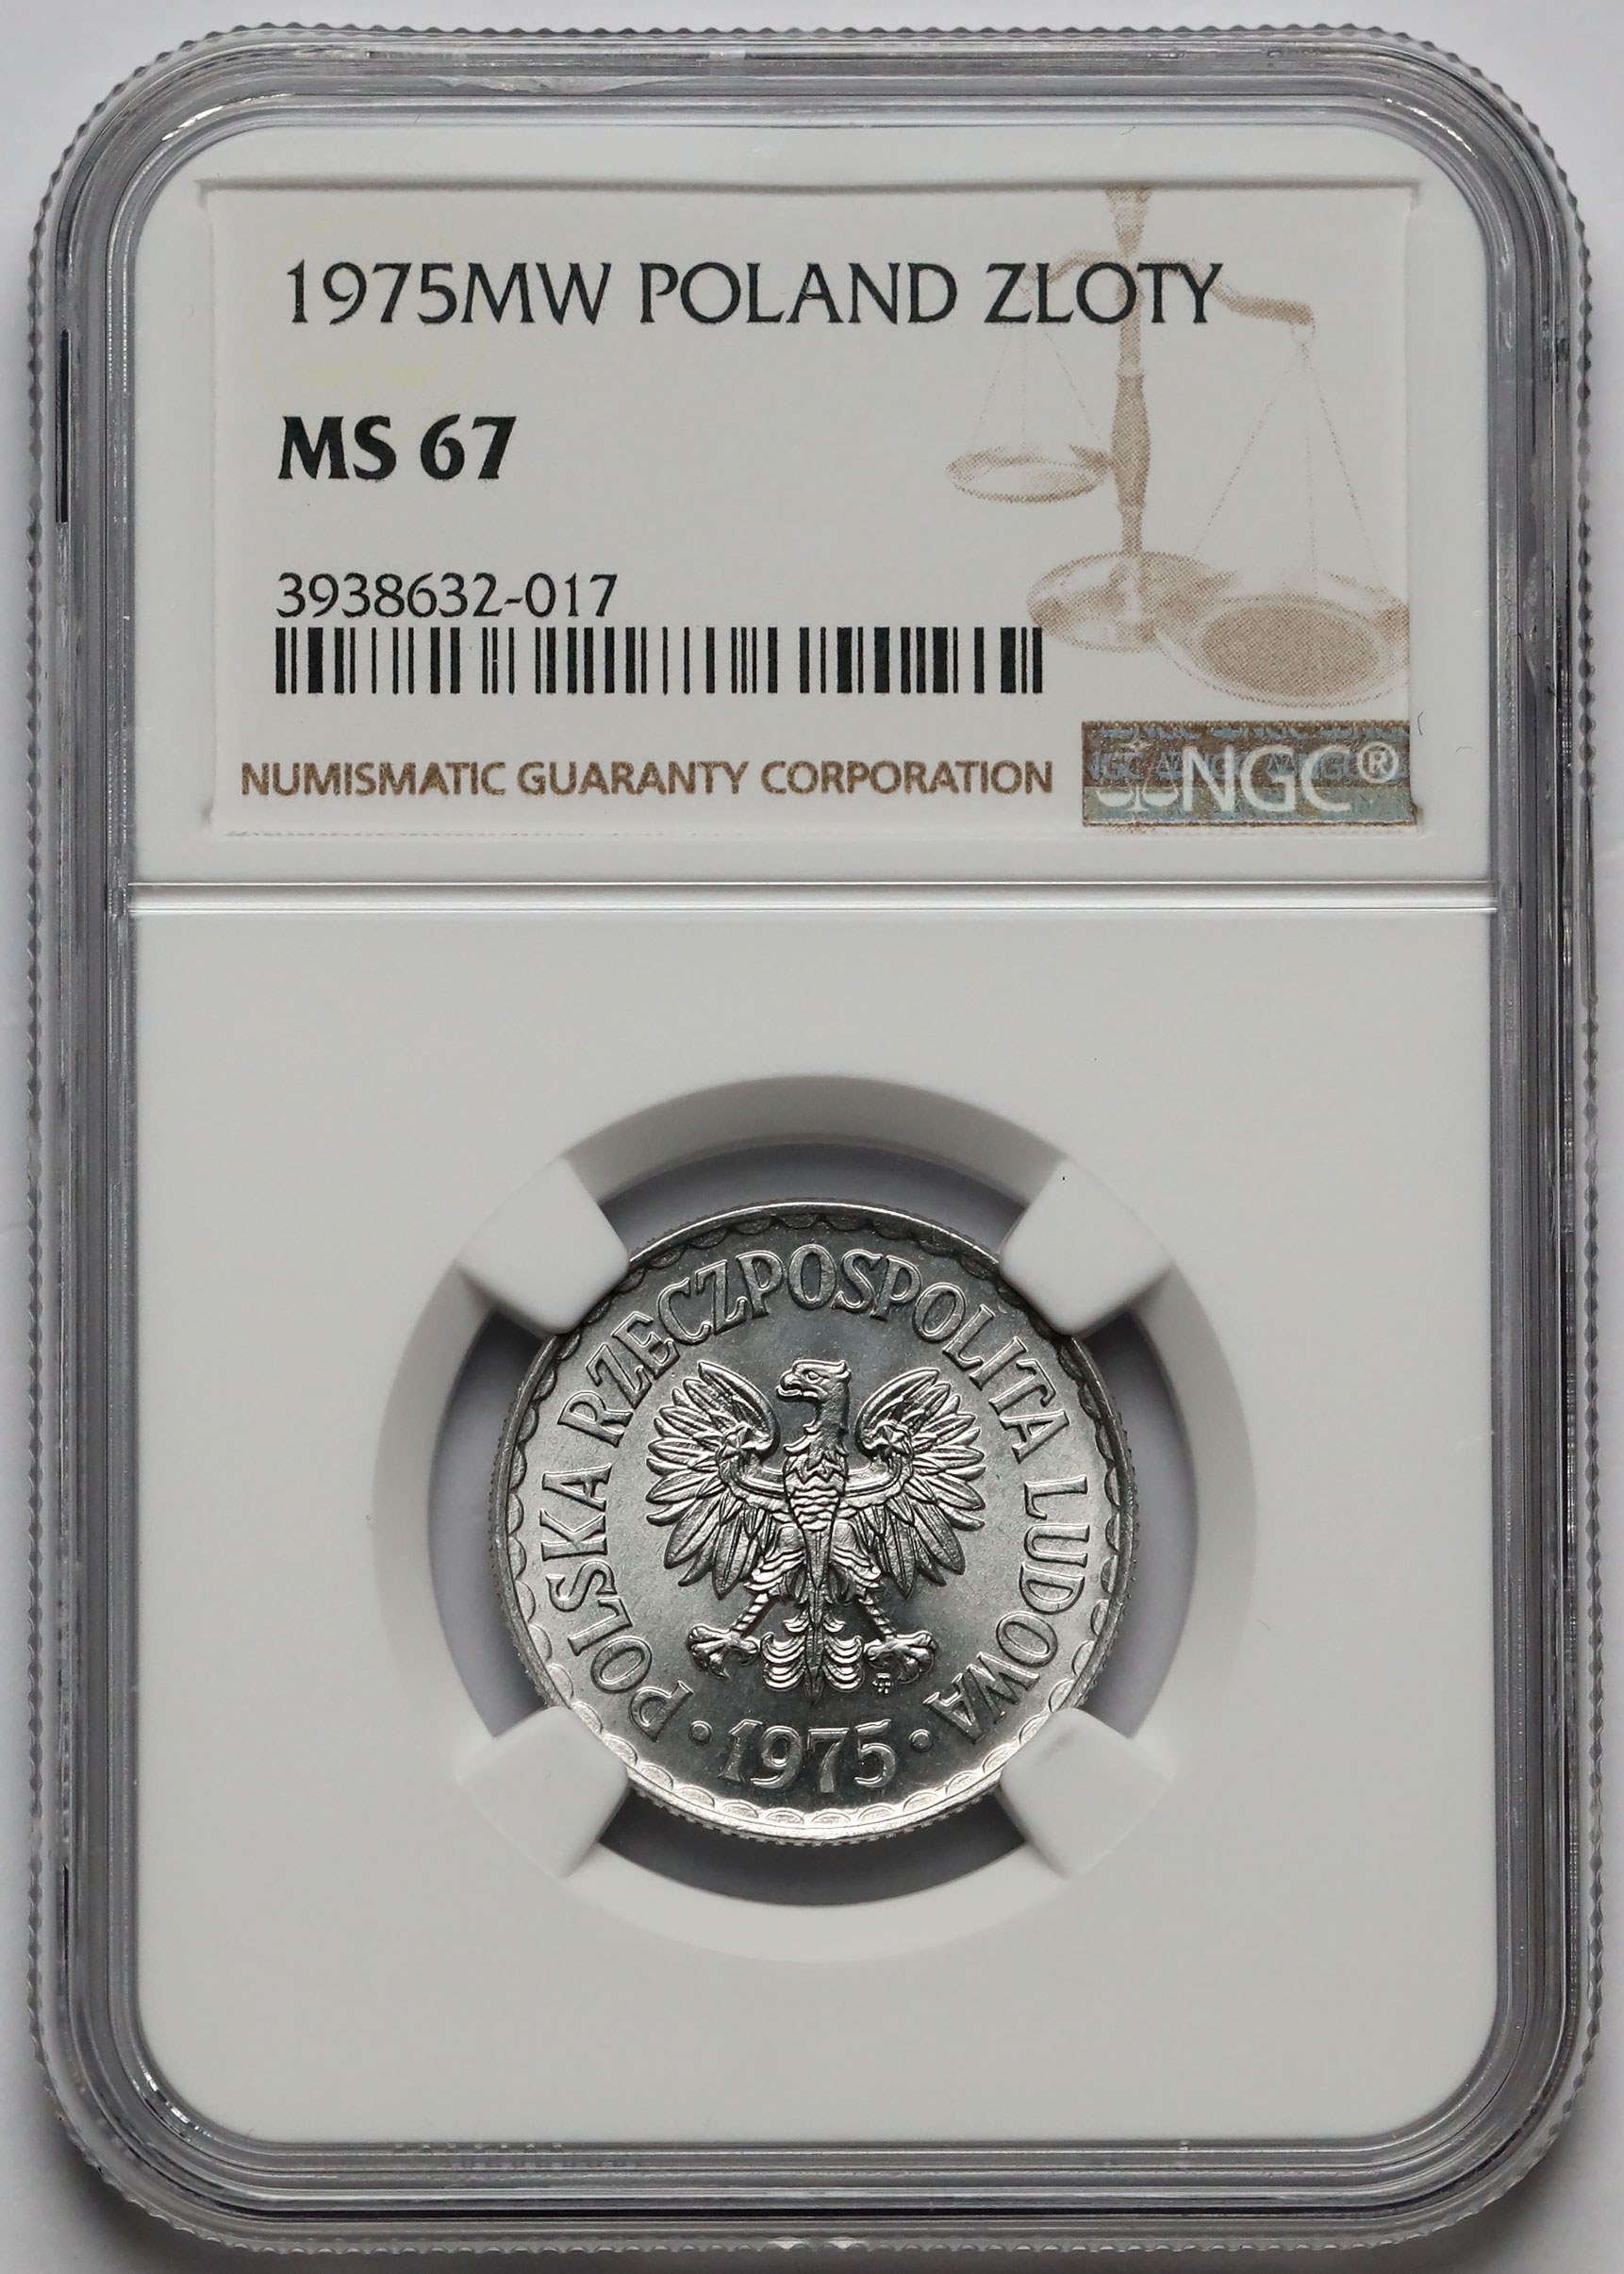 1975MW POLAND ZLOTY
MS 67
3938632-017
NUMISMATIC GUARANTY CORPORATION
NGC®
POLSKA RZECZPOSPOLITA LUDOWA
· 1975 ·